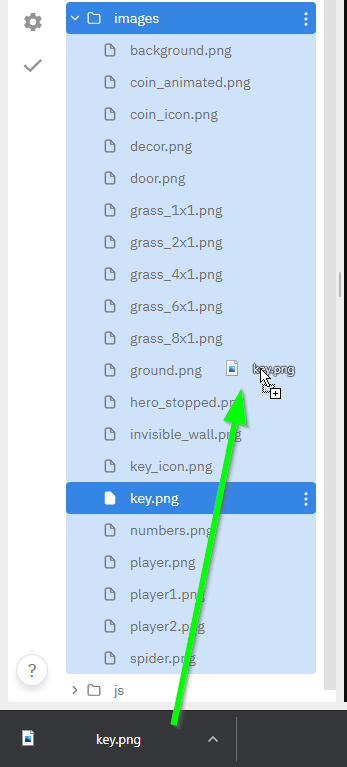 images
background.png
coin_animated.png
coin_icon.png
decor.png
door.png
grass_1x1.png
grass_2x1.png
grass_4x1.png
grass_6x1.png
grass_8x1.png
ground.png key.png
hero_stopped.png
invisible_wall.png
key_icon.png
key.png
numbers.png
player.png
player1.png
player2.png
spider.png
? js
key.png